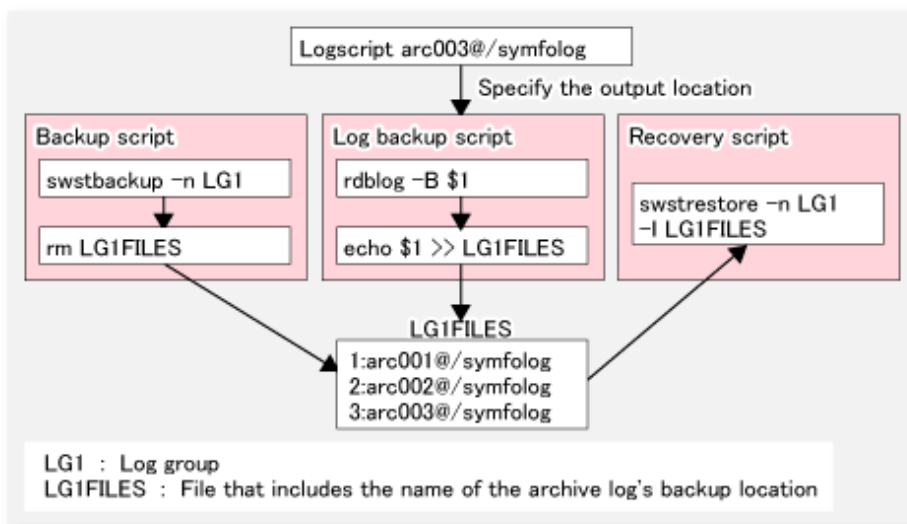 Logscript arc003@/symfolog
Specify the output location
Backup script
swstbackup -n LG1
rm LG1FILES
Log backup script
rdblog -B $1
echo $1 >> LG1FILES
Recovery script
swstrestore -n LG1
-l LG1FILES
LG1FILES
1:arc001@/symfolog
2:arc002@/symfolog
3:arc003@/symfolog
LG1 : Log group
LG1FILES : File that includes the name of the archive log's backup location